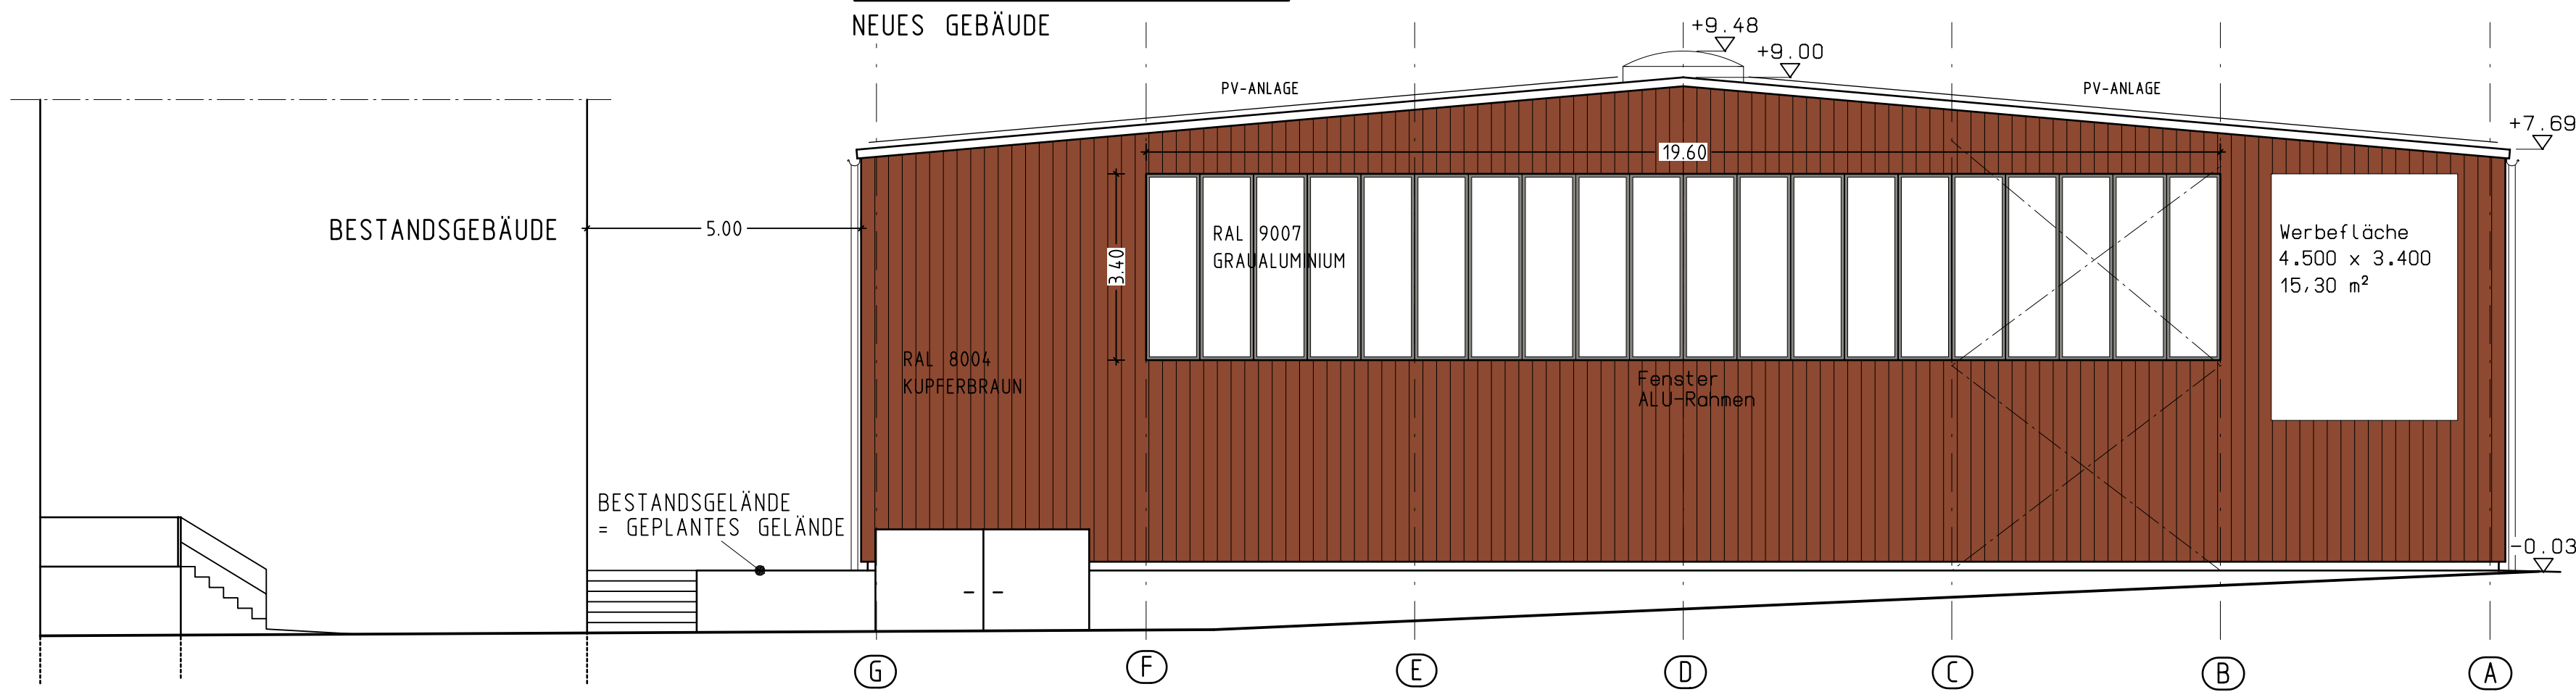 NEUES GEBÄUDE
+9.48
+9.00
PV-ANLAGE
PV-ANLAGE
+7.69
19.60
BESTANDSGEBÄUDE
5.00
3.40
RAL 9007
GRAUALUMINIUM
Werbefläche
4.500 x 3.400
15,30 m²
RAL 8004
KUPFERBRAUN
Fenster
ALU-Rahmen
BESTANDSGELÄNDE
= GEPLANTES GELÄNDE
-0.03
G
F
E
D
C
B
A